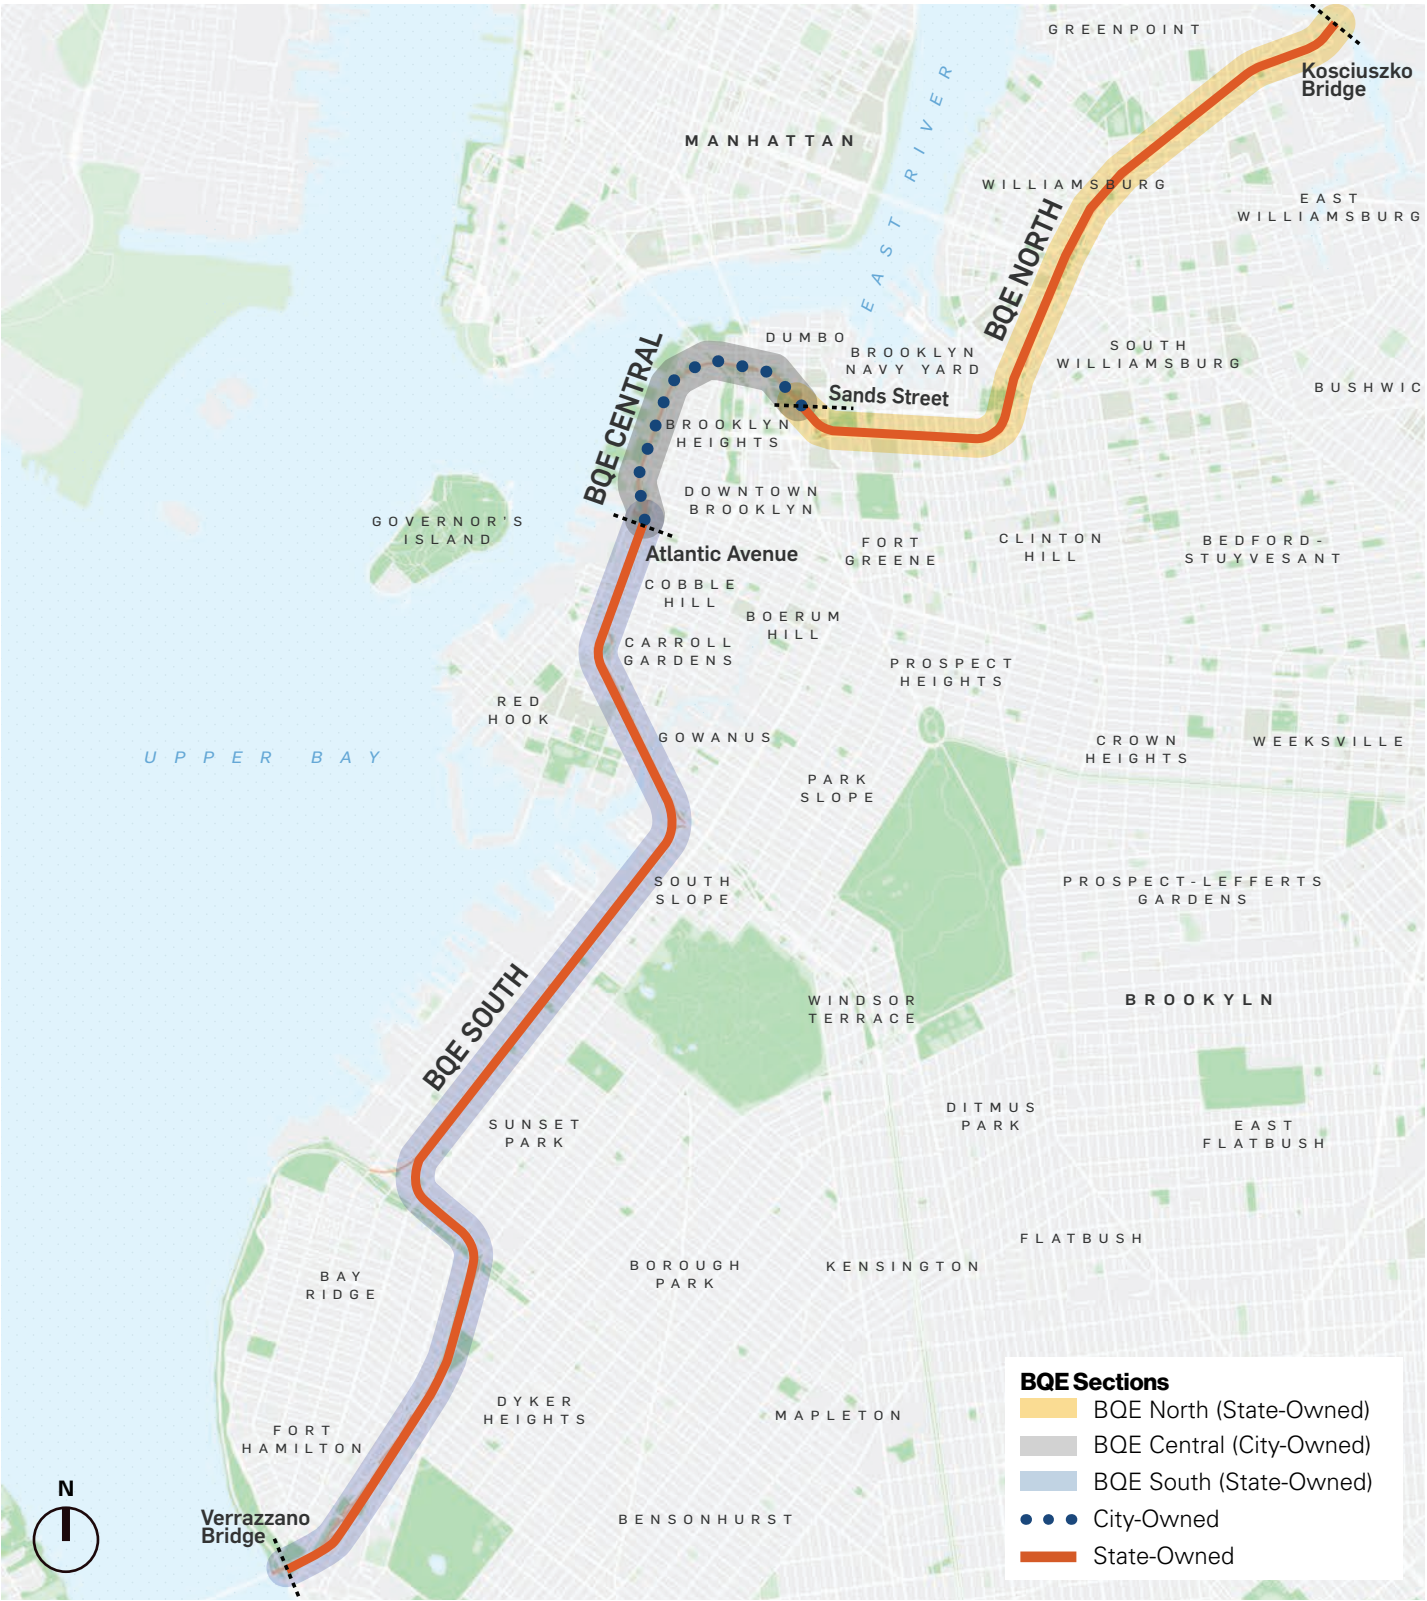 GREENPOINT
Kosciuszko
Bridge
MANHATTAN
EAST RIVER
WILLIAMSBURG
EAST
WILLIAMSBURG
BQE NORTH
DUMBO
BROOKLYN
NAVY YARD
SOUTH
WILLIAMSBURG
BUSHWIC
Sands Street
BQE CENTRAL
BROOKLYN
HEIGHTS
DOWNTOWN
BROOKLYN
GOVERNOR'S
ISLAND
Atlantic Avenue
FORT
GREENE
CLINTON
HILL
BEDFORD-
STUYVESANT
COBBLE
HILL
BOERUM
HILL
CARROLL
GARDENS
PROSPECT
HEIGHTS
RED
HOOK
GOWANUS
UPPER BAY
CROWN
HEIGHTS
WEEKSVILLE
PARK
SLOPE
SOUTH
SLOPE
PROSPECT-LEFFERTS
GARDENS
BQE SOUTH
WINDSOR
TERRACE
BROOKYLN
SUNSET
PARK
DITMUS
PARK
EAST
FLATBUSH
FLATBUSH
BAY
RIDGE
BOROUGH
PARK
KENSINGTON
DYKER
HEIGHTS
MAPLETON
FORT
HAMILTON
N
Verrazzano
Bridge
BENSONHURST
BQE Sections
BQE North (State-Owned)
BQE Central (City-Owned)
BQE South (State-Owned)
City-Owned
State-Owned